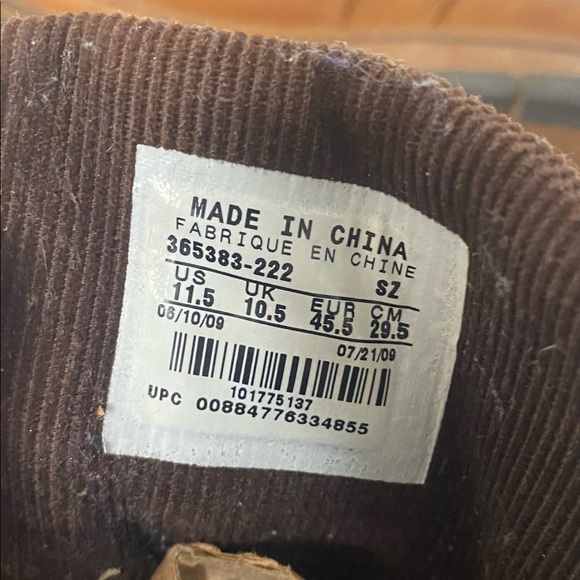 MADE IN CHINA
FABRIQUE EN CHINE
365383-222 SZ
US UK EUR CM
11.5 10.5 45.5 29.5
06/10/09 07/21/09
101775137
UPC 00884776334855